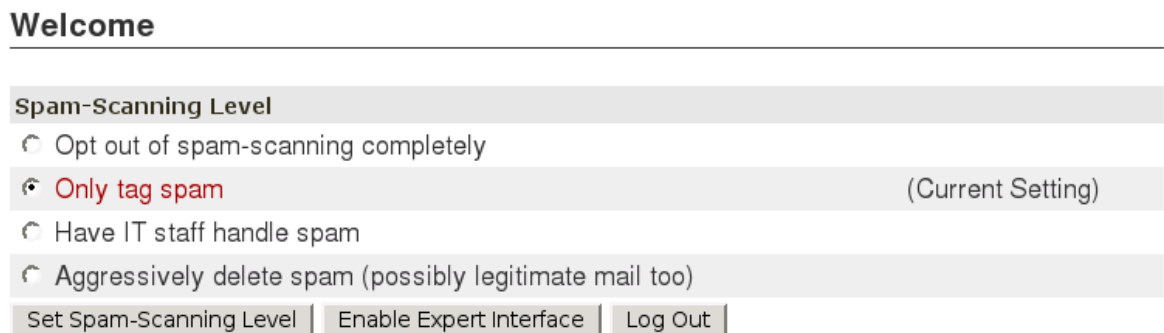 Welcome
Spam-Scanning Level
Opt out of spam-scanning completely
Only tag spam (Current Setting)
Have IT staff handle spam
Aggressively delete spam (possibly legitimate mail too)
Set Spam-Scanning Level Enable Expert Interface Log Out